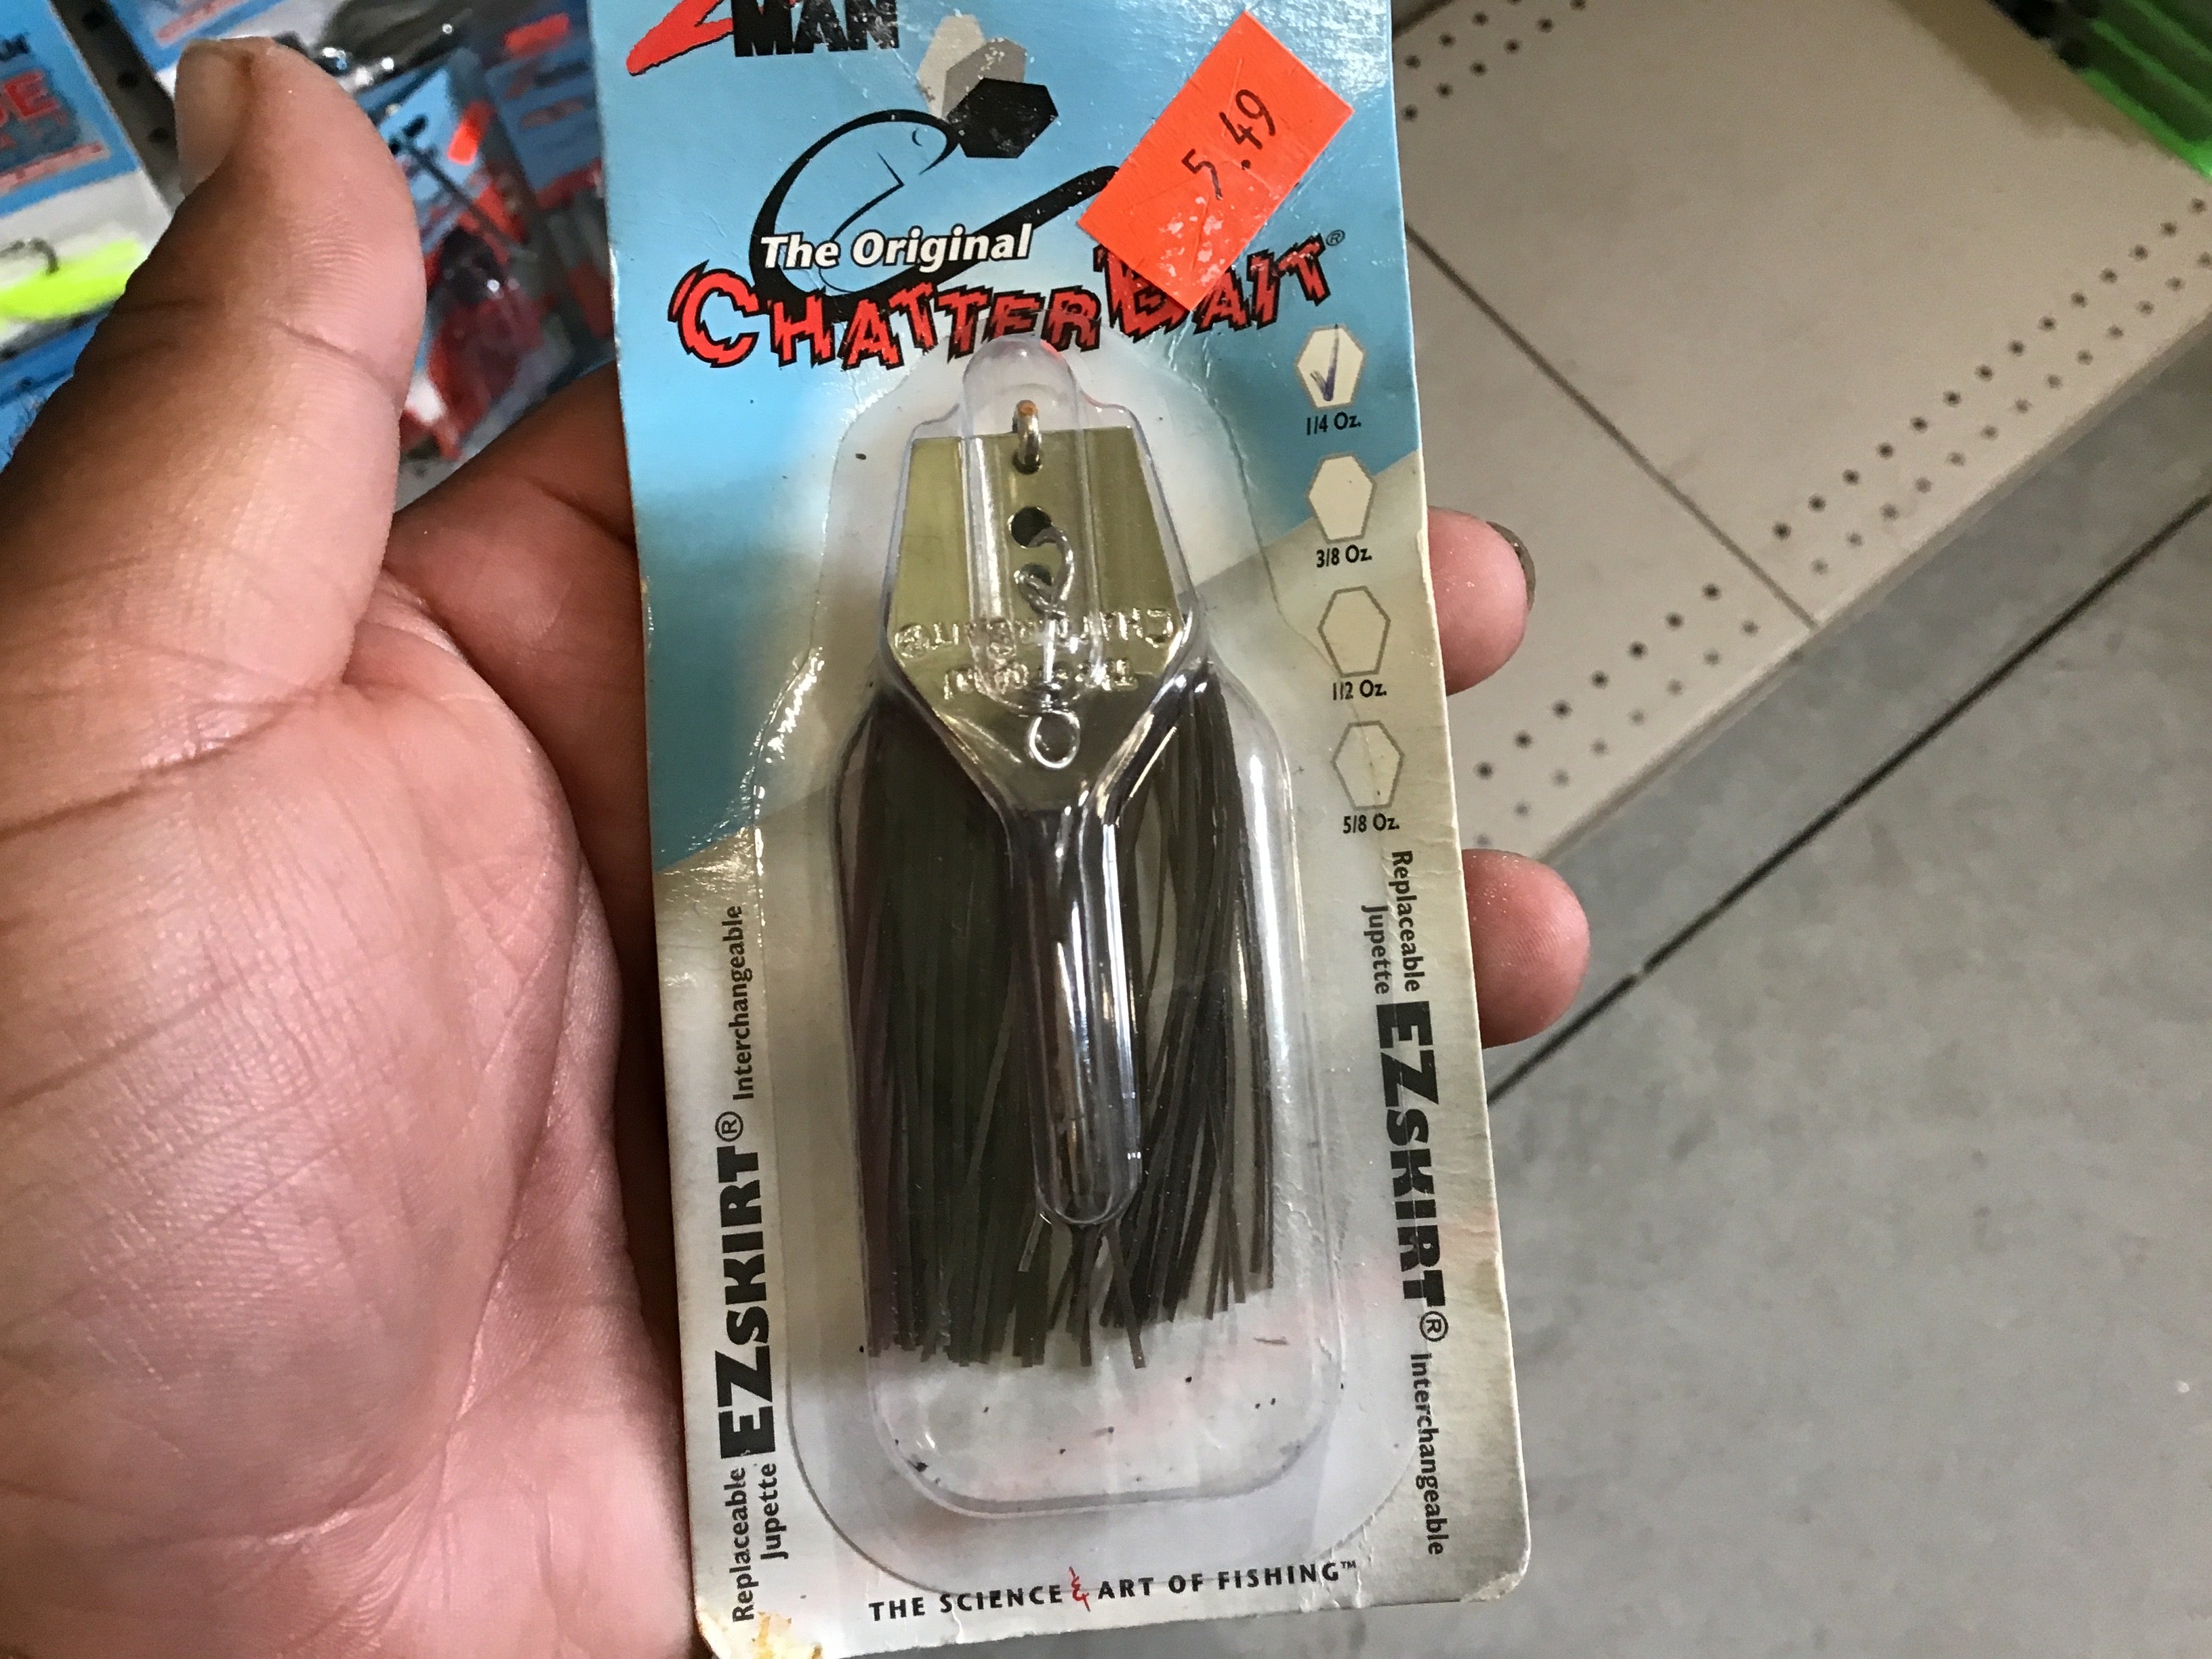 Z
MAN
5.49
The Original
CHATTERBAIT®
1/4 Oz.
3/8 Oz.
1/2 Oz.
5/8 Oz.
Replaceable
Jupette
EZSKIRT®
Interchangeable
Replaceable
Jupette
EZSKIRT®
Interchangeable
CHATTERBAIT®
THE SCIENCE & ART OF FISHING™